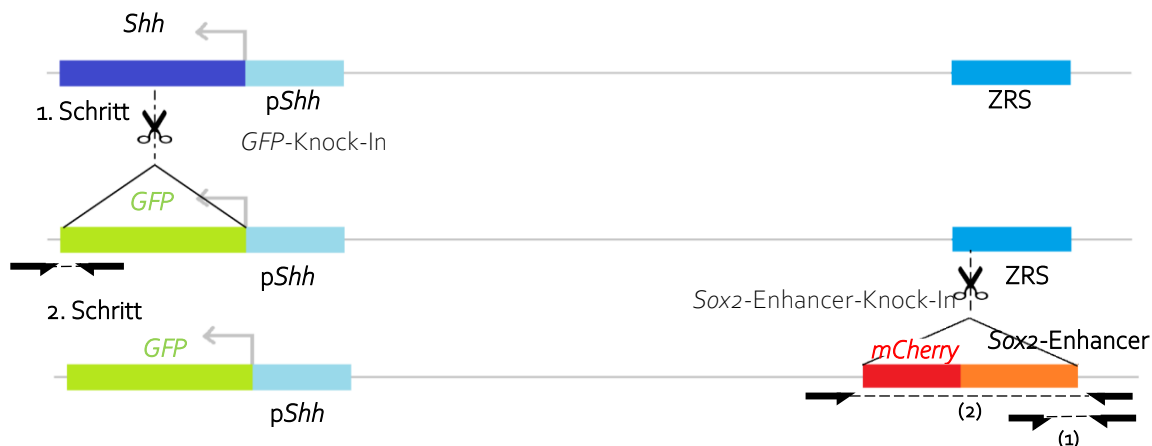 Shh
pShh
ZRS
1. Schritt
GFP-Knock-In
GFP
pShh
ZRS
Sox2-Enhancer-Knock-In
2. Schritt
GFP
mCherry
Sox2-Enhancer
pShh
(2)
(1)